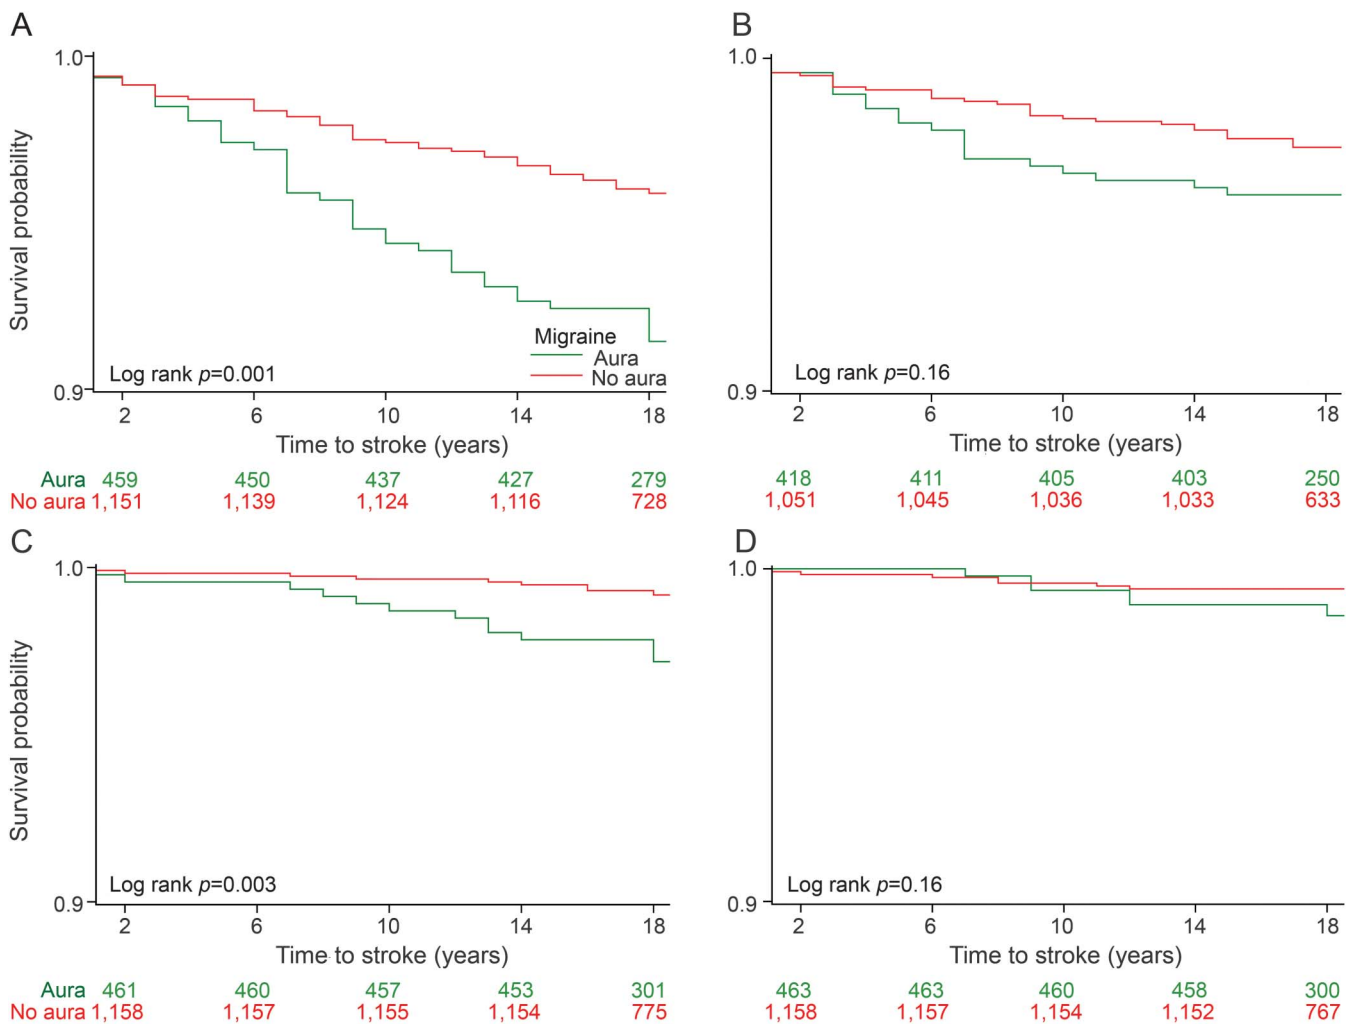 A
1.0
Survival probability
0.9
Log rank p=0.001
Migraine
Aura
No aura
2 6 10 14 18
Time to stroke (years)
Aura 459 450 437 427 279
No aura 1,151 1,139 1,124 1,116 728
B
1.0
0.9
Log rank p=0.16
2 6 10 14 18
Time to stroke (years)
418 411 405 403 250
1,051 1,045 1,036 1,033 633
C
1.0
Survival probability
0.9
Log rank p=0.003
2 6 10 14 18
Time to stroke (years)
Aura 461 460 457 453 301
No aura 1,158 1,157 1,155 1,154 775
D
1.0
0.9
Log rank p=0.16
2 6 10 14 18
Time to stroke (years)
463 463 460 458 300
1,158 1,157 1,154 1,152 767